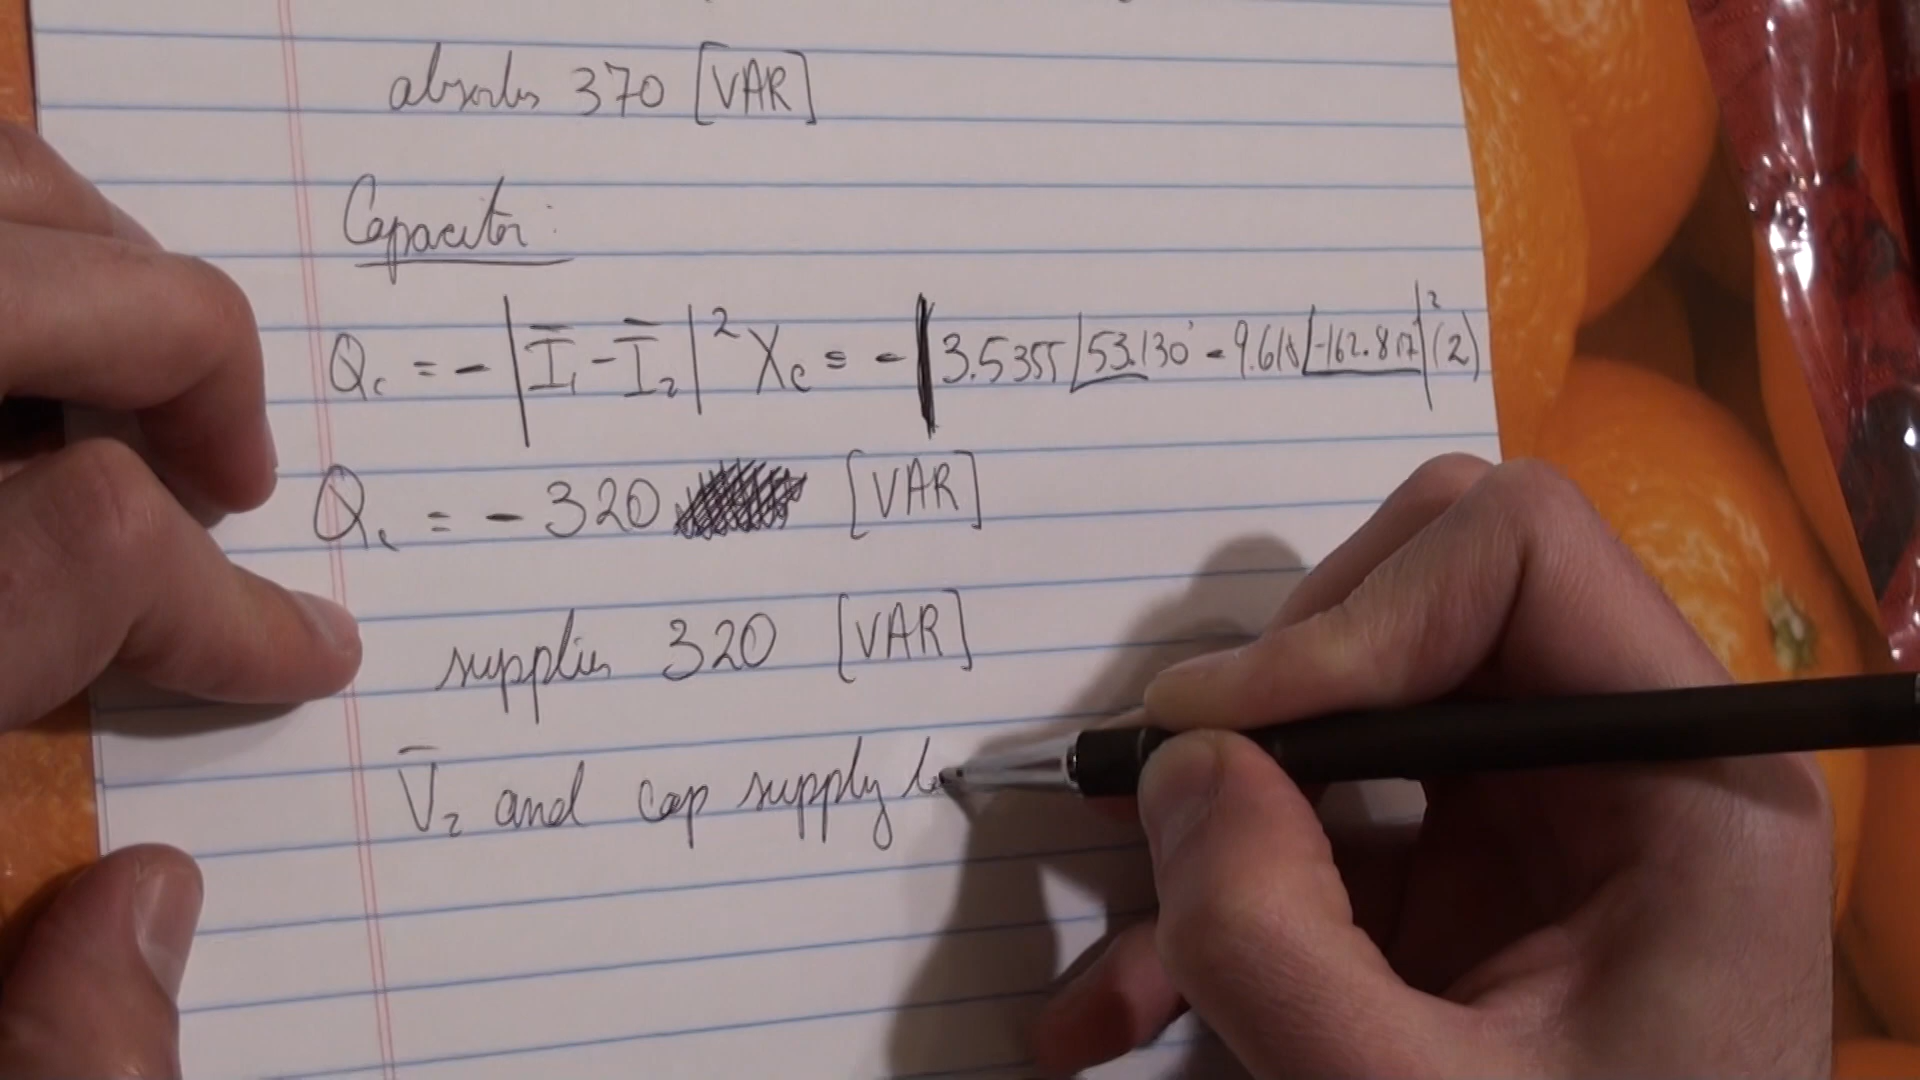 absorbs 370 [VAR]
Capacitor:
Qc = - |Ī₁ - Ī₂|² Xc = - |3.5355∠53.130° - 9.618∠-162.897|² (2)
Qc = - 320 [VAR]
supplies 320 [VAR]
V̄₂ and cap supply